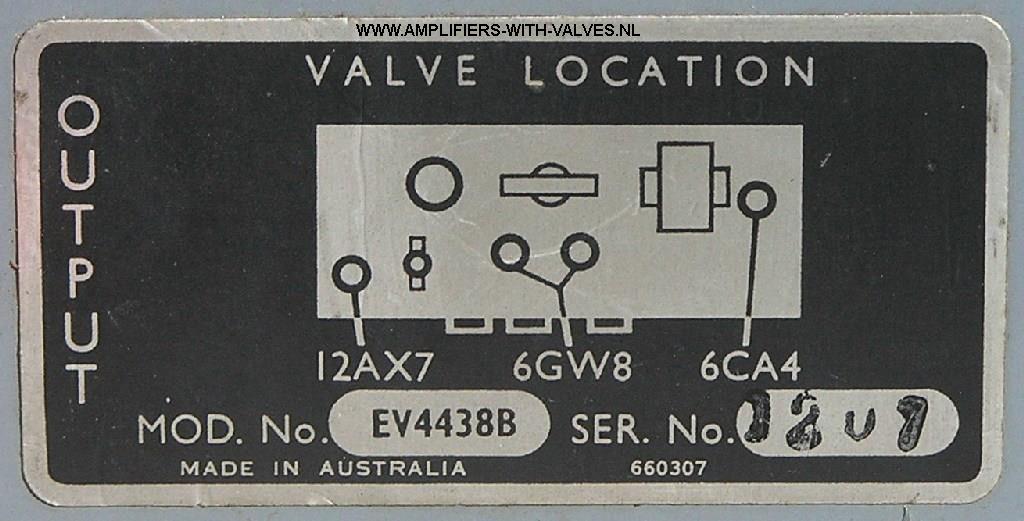 WWW.AMPLIFIERS-WITH-VALVES.NL
VALVE LOCATION
OUTPUT
12AX7 6GW8 6CA4
MOD. No. EV4438B SER. No. 1207
MADE IN AUSTRALIA 660307